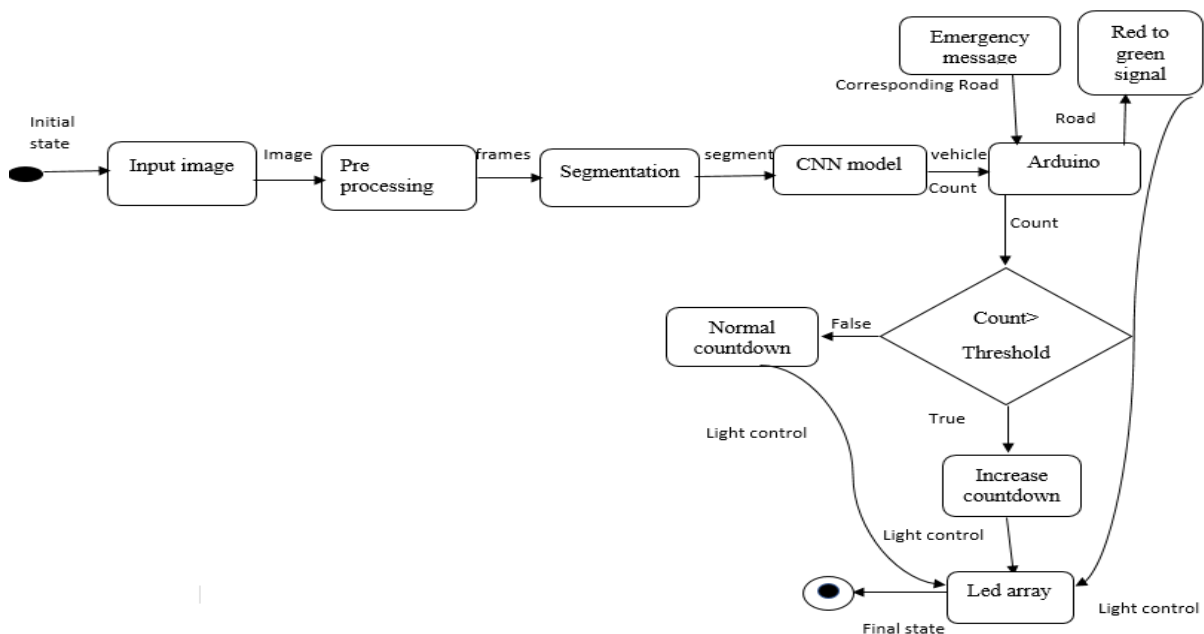 Emergency
message
Red to
green
signal
Corresponding Road
Road
Initial
state
Input image
Image
Pre
processing
frames
Segmentation
segment
CNN model
vehicle
Count
Arduino
Count
Count>
Threshold
False
Normal
countdown
True
Light control
Increase
countdown
Light control
Led array
Light control
Final state